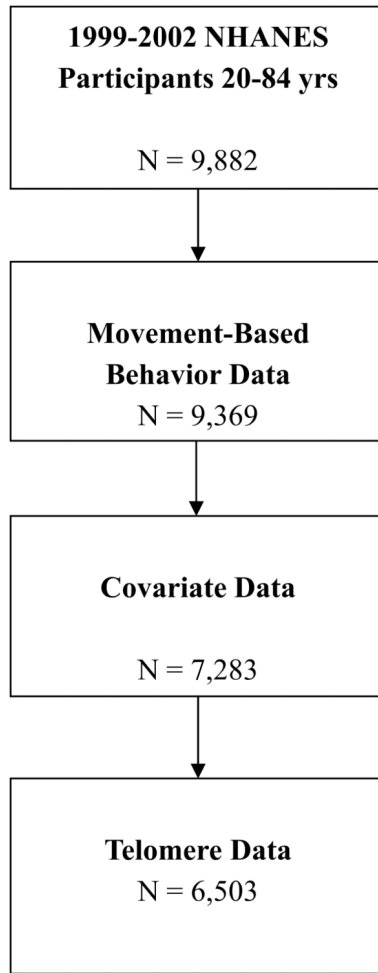 1999-2002 NHANES
Participants 20-84 yrs
N = 9,882
Movement-Based
Behavior Data
N = 9,369
Covariate Data
N = 7,283
Telomere Data
N = 6,503